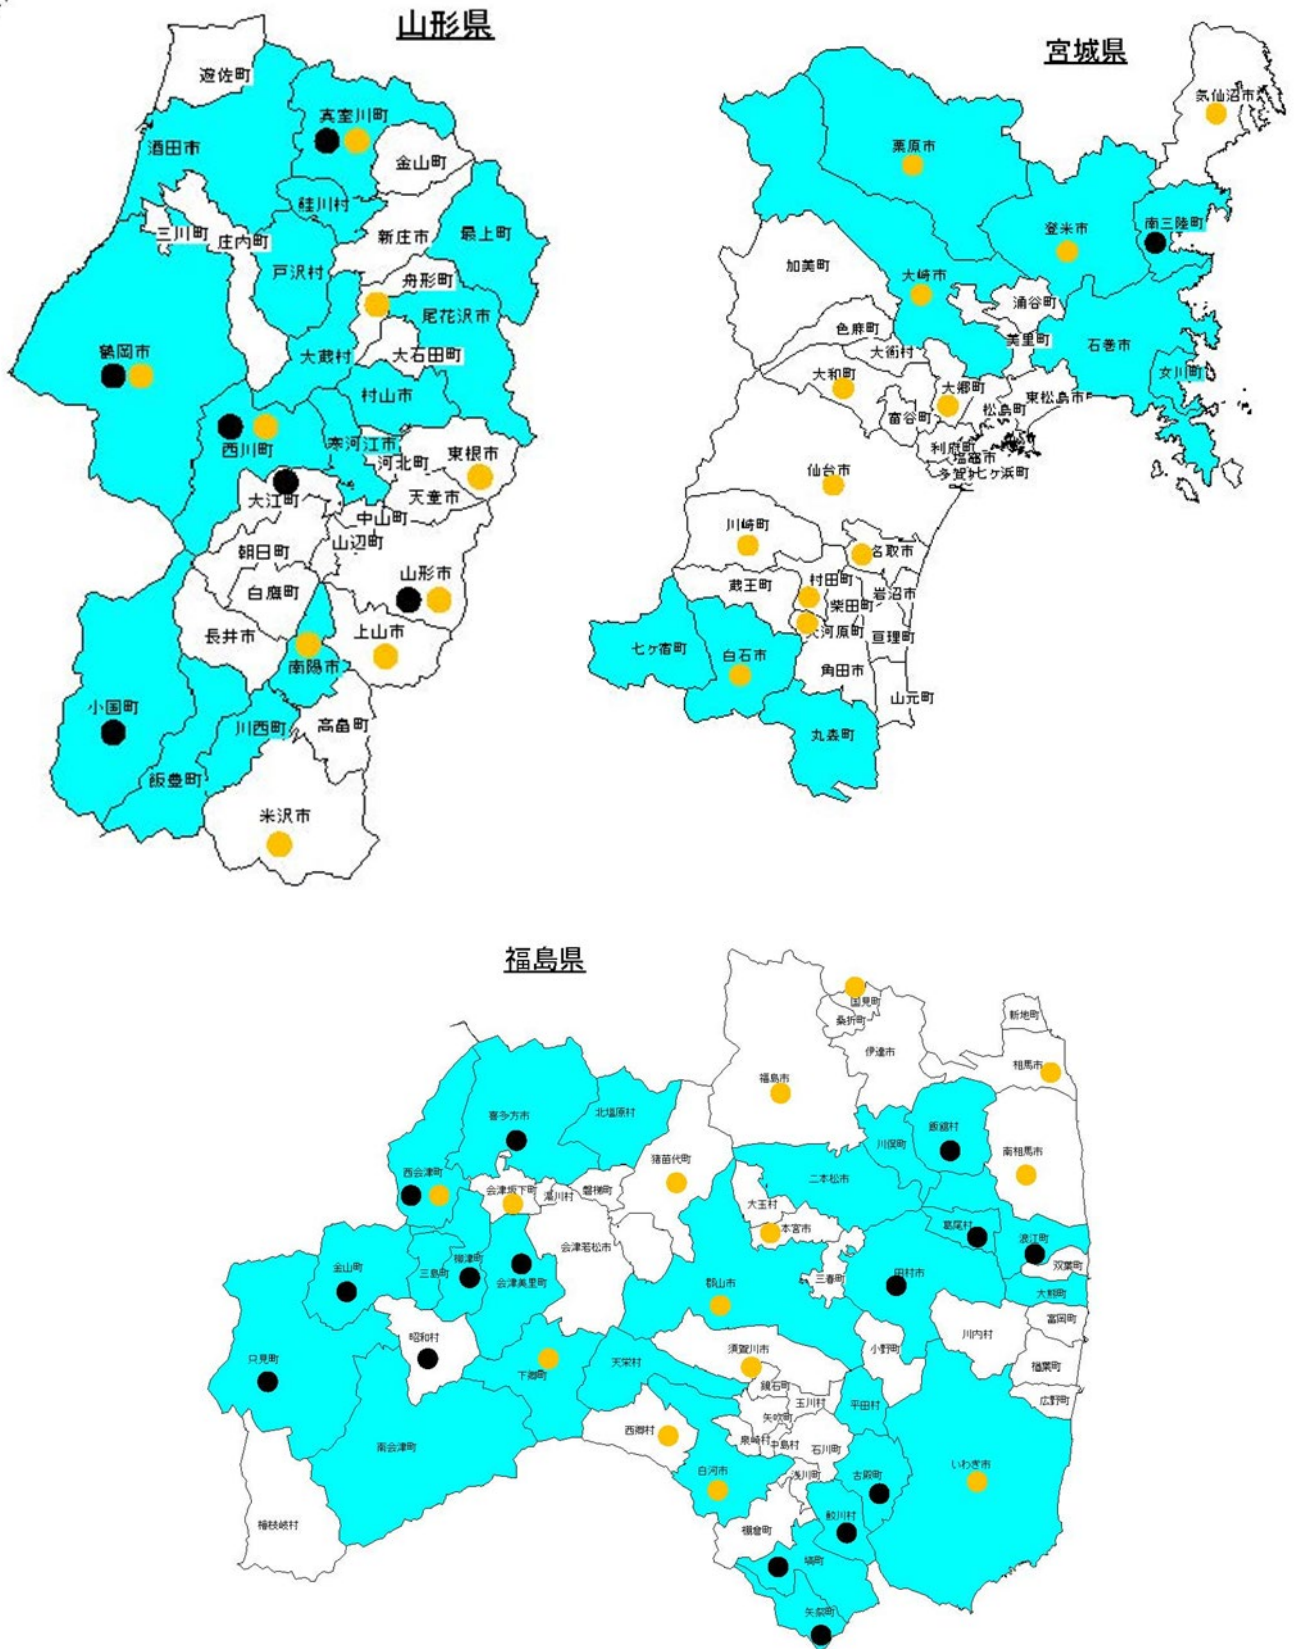 山形県
遊佐町
真室川町
酒田市
金山町
鮭川村
三川町
庄内町
新庄市
最上町
戸沢村
舟形町
尾花沢市
鶴岡市
大蔵村
大石田町
村山市
西川町
寒河江市
東根市
河北町
大江町
天童市
中山町
朝日町
山辺町
山形市
白鷹町
長井市
上山市
南陽市
小国町
川西町
高畠町
飯豊町
米沢市
宮城県
気仙沼市
栗原市
登米市
南三陸町
加美町
大崎市
涌谷町
色麻町
美里町
石巻市
大衡村
女川町
大和町
大郷町
東松島市
富谷町
松島町
利府町
塩竈市
多賀
七ヶ浜町
仙台市
川崎町
名取市
蔵王町
村田町
岩沼市
柴田町
大河原町
亘理町
七ヶ宿町
白石市
角田市
山元町
丸森町
福島県
国見町
桑折町
新地町
伊達市
相馬市
福島市
喜多方市
北塩原村
飯舘村
川俣町
猪苗代町
南相馬市
西会津町
二本松市
会津坂下町
湯川村
磐梯町
大玉村
本宮市
葛尾村
浪江町
会津若松市
双葉町
金山町
三島町
柳津町
会津美里町
郡山市
三春町
田村市
大熊町
富岡町
昭和村
川内村
須賀川市
小野町
只見町
下郷町
天栄村
楢葉町
鏡石町
広野町
玉川村
平田村
矢吹町
西郷村
泉崎村
中島村
石川町
南会津町
白河市
浅川町
古殿町
いわき市
鮫川村
檜枝岐村
棚倉町
塙町
矢祭町